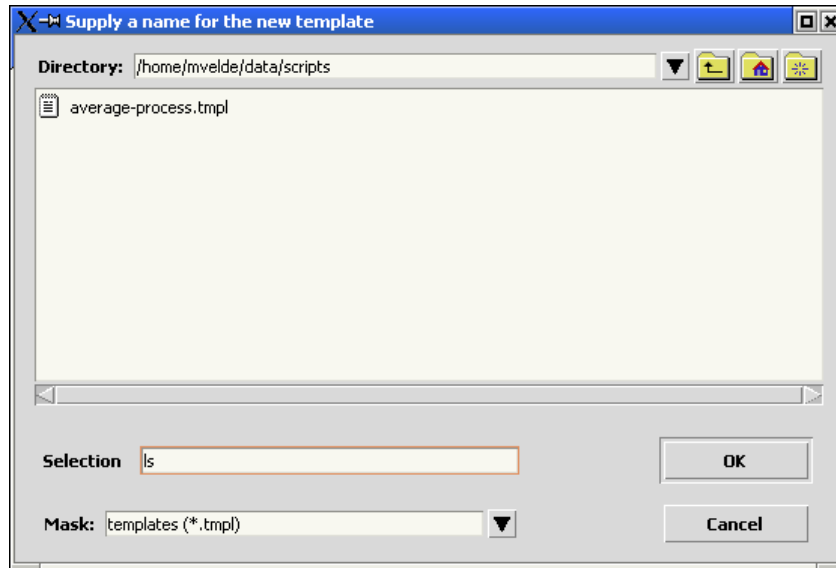 Supply a name for the new template
Directory: /home/mvelde/data/scripts
average-process.tmpl
Selection ls OK
Mask: templates (*.tmpl) Cancel